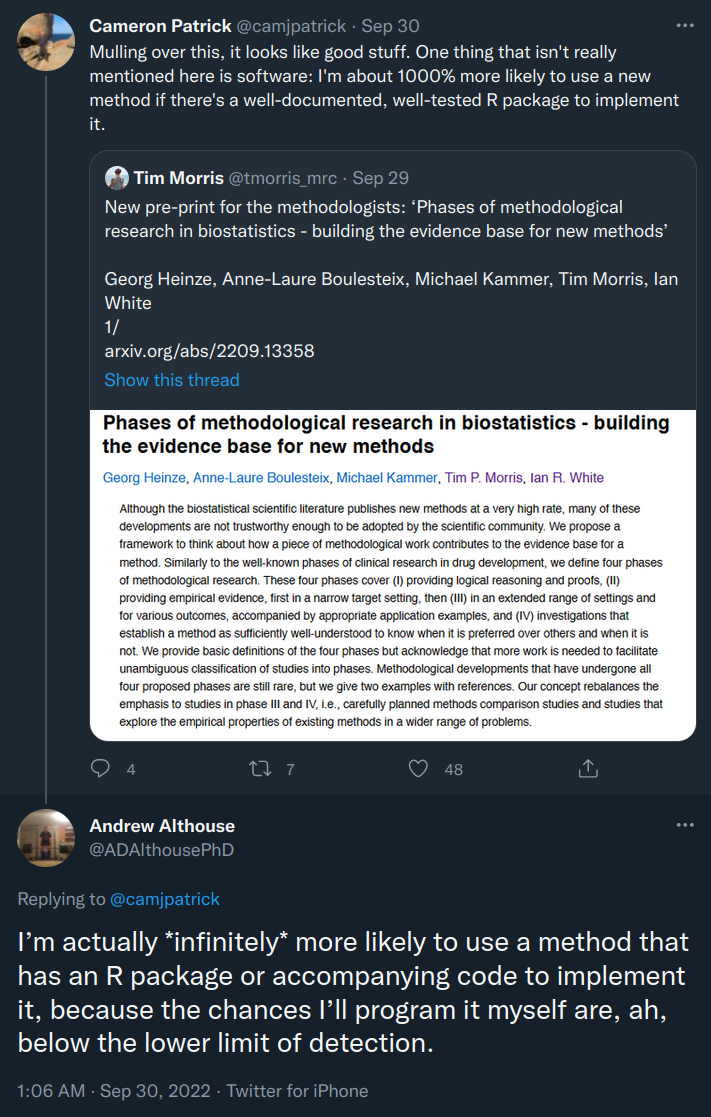 Cameron Patrick @camjpatrick · Sep 30
Mulling over this, it looks like good stuff. One thing that isn't really
mentioned here is software: I'm about 1000% more likely to use a new
method if there's a well-documented, well-tested R package to implement
it.
Tim Morris @tmorris_mrc · Sep 29
New pre-print for the methodologists: ‘Phases of methodological
research in biostatistics - building the evidence base for new methods’
Georg Heinze, Anne-Laure Boulesteix, Michael Kammer, Tim Morris, Ian
White
1/
arxiv.org/abs/2209.13358
Show this thread
Phases of methodological research in biostatistics - building
the evidence base for new methods
Georg Heinze, Anne-Laure Boulesteix, Michael Kammer, Tim P. Morris, Ian R. White
Although the biostatistical scientific literature publishes new methods at a very high rate, many of these
developments are not trustworthy enough to be adopted by the scientific community. We propose a
framework to think about how a piece of methodological work contributes to the evidence base for a
method. Similarly to the well-known phases of clinical research in drug development, we define four phases
of methodological research. These four phases cover (I) providing logical reasoning and proofs, (II)
providing empirical evidence, first in a narrow target setting, then (III) in an extended range of settings and
for various outcomes, accompanied by appropriate application examples, and (IV) investigations that
establish a method as sufficiently well-understood to know when it is preferred over others and when it is
not. We provide basic definitions of the four phases but acknowledge that more work is needed to facilitate
unambiguous classification of studies into phases. Methodological developments that have undergone all
four proposed phases are still rare, but we give two examples with references. Our concept rebalances the
emphasis to studies in phase III and IV, i.e., carefully planned methods comparison studies and studies that
explore the empirical properties of existing methods in a wider range of problems.
4 7 48
Andrew Althouse
@ADAlthousePhD
Replying to @camjpatrick
I’m actually *infinitely* more likely to use a method that
has an R package or accompanying code to implement
it, because the chances I’ll program it myself are, ah,
below the lower limit of detection.
1:06 AM · Sep 30, 2022 · Twitter for iPhone